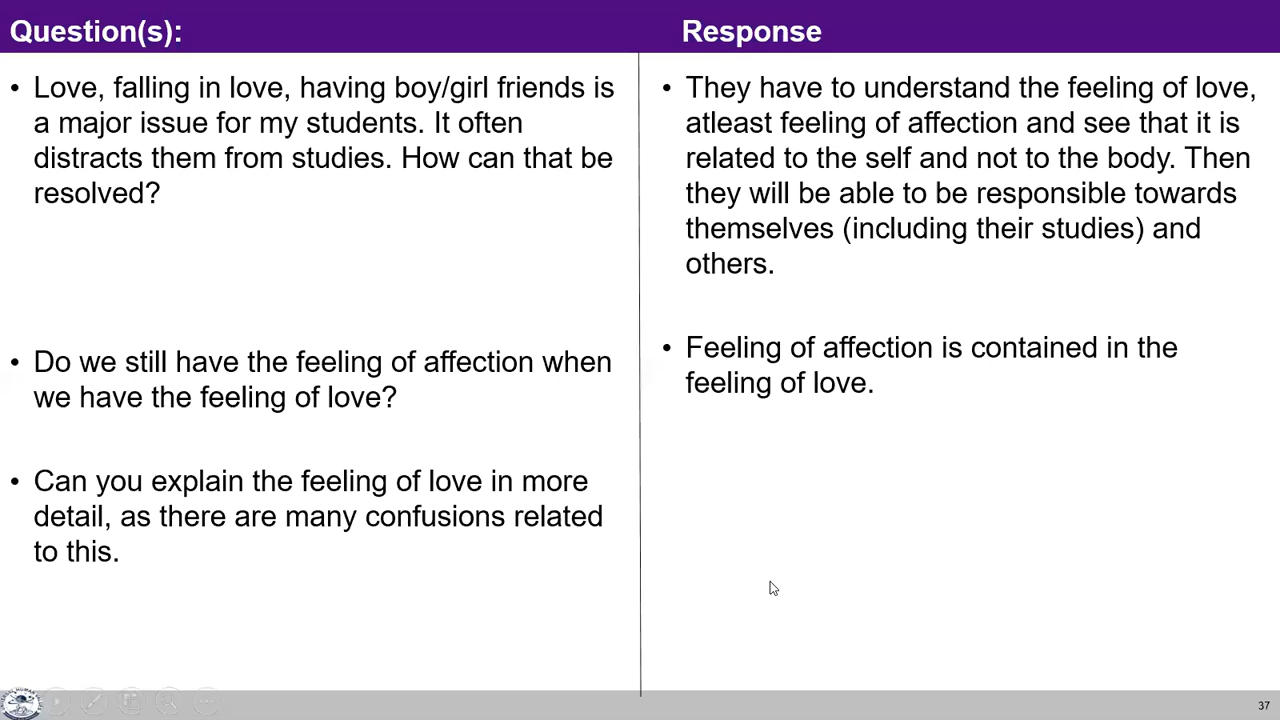 Question(s):
Response
• Love, falling in love, having boy/girl friends is
a major issue for my students. It often
distracts them from studies. How can that be
resolved?
• Do we still have the feeling of affection when
we have the feeling of love?
• Can you explain the feeling of love in more
detail, as there are many confusions related
to this.
• They have to understand the feeling of love,
atleast feeling of affection and see that it is
related to the self and not to the body. Then
they will be able to be responsible towards
themselves (including their studies) and
others.
• Feeling of affection is contained in the
feeling of love.
37